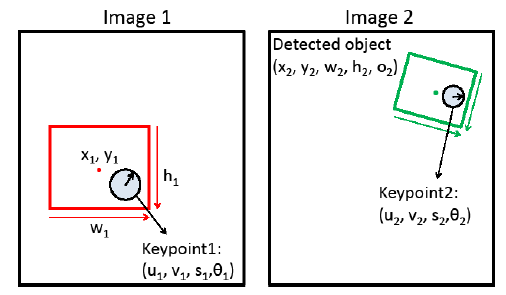 Image 1
Image 2
Detected object
(x₂, y₂, w₂, h₂, o₂)
x₁, y₁
h₁
w₁
Keypoint1:
(u₁, v₁, s₁,θ₁)
Keypoint2:
(u₂, v₂, s₂,θ₂)